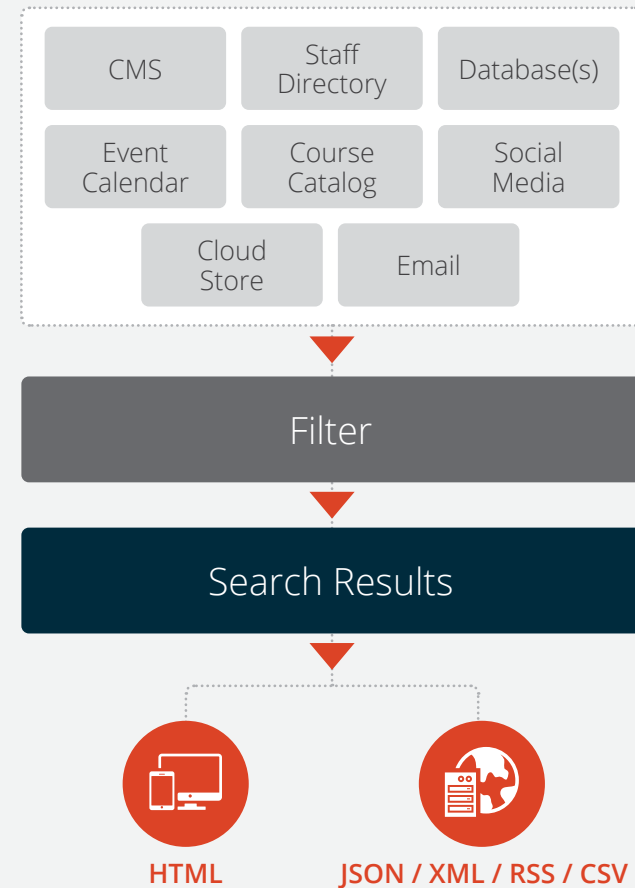 CMS
Staff
Directory
Database(s)
Event
Calendar
Course
Catalog
Social
Media
Cloud
Store
Email
Filter
Search Results
HTML
JSON / XML / RSS / CSV